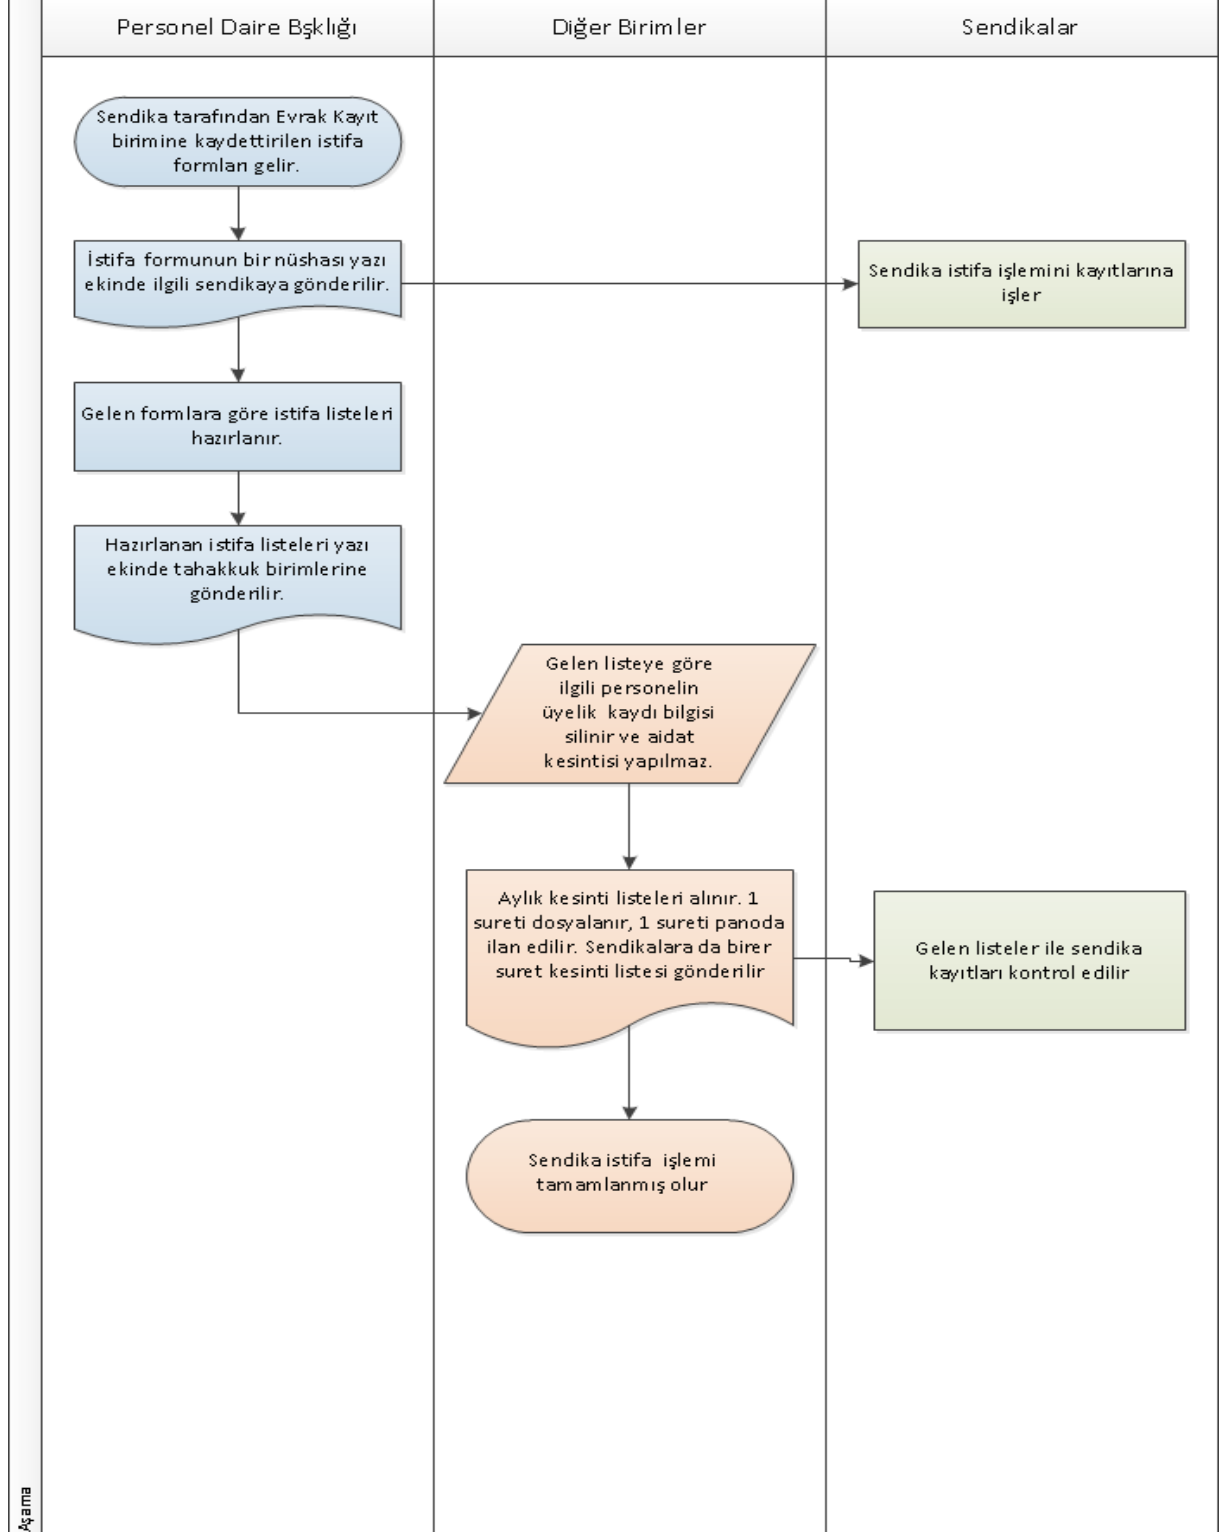 Personel Daire Bşklığı
Diğer Birimler
Sendikalar
Sendika tarafından Evrak Kayıt
birimine kaydettirilen istifa
formları gelir.
İstifa formunun bir nüshası yazı
ekinde ilgili sendikaya gönderilir.
Sendika istifa işlemini kayıtlarına
işler
Gelen formlara göre istifa listeleri
hazırlanır.
Hazırlanan istifa listeleri yazı
ekinde tahakkuk birimlerine
gönderilir.
Gelen listeye göre
ilgili personelin
üyelik kaydı bilgisi
silinir ve aidat
kesintisi yapılmaz.
Aylık kesinti listeleri alınır. 1
sureti dosyalanır, 1 sureti panoda
ilan edilir. Sendikalara da birer
suret kesinti listesi gönderilir
Gelen listeler ile sendika
kayıtları kontrol edilir
Sendika istifa işlemi
tamamlanmış olur
Aşama